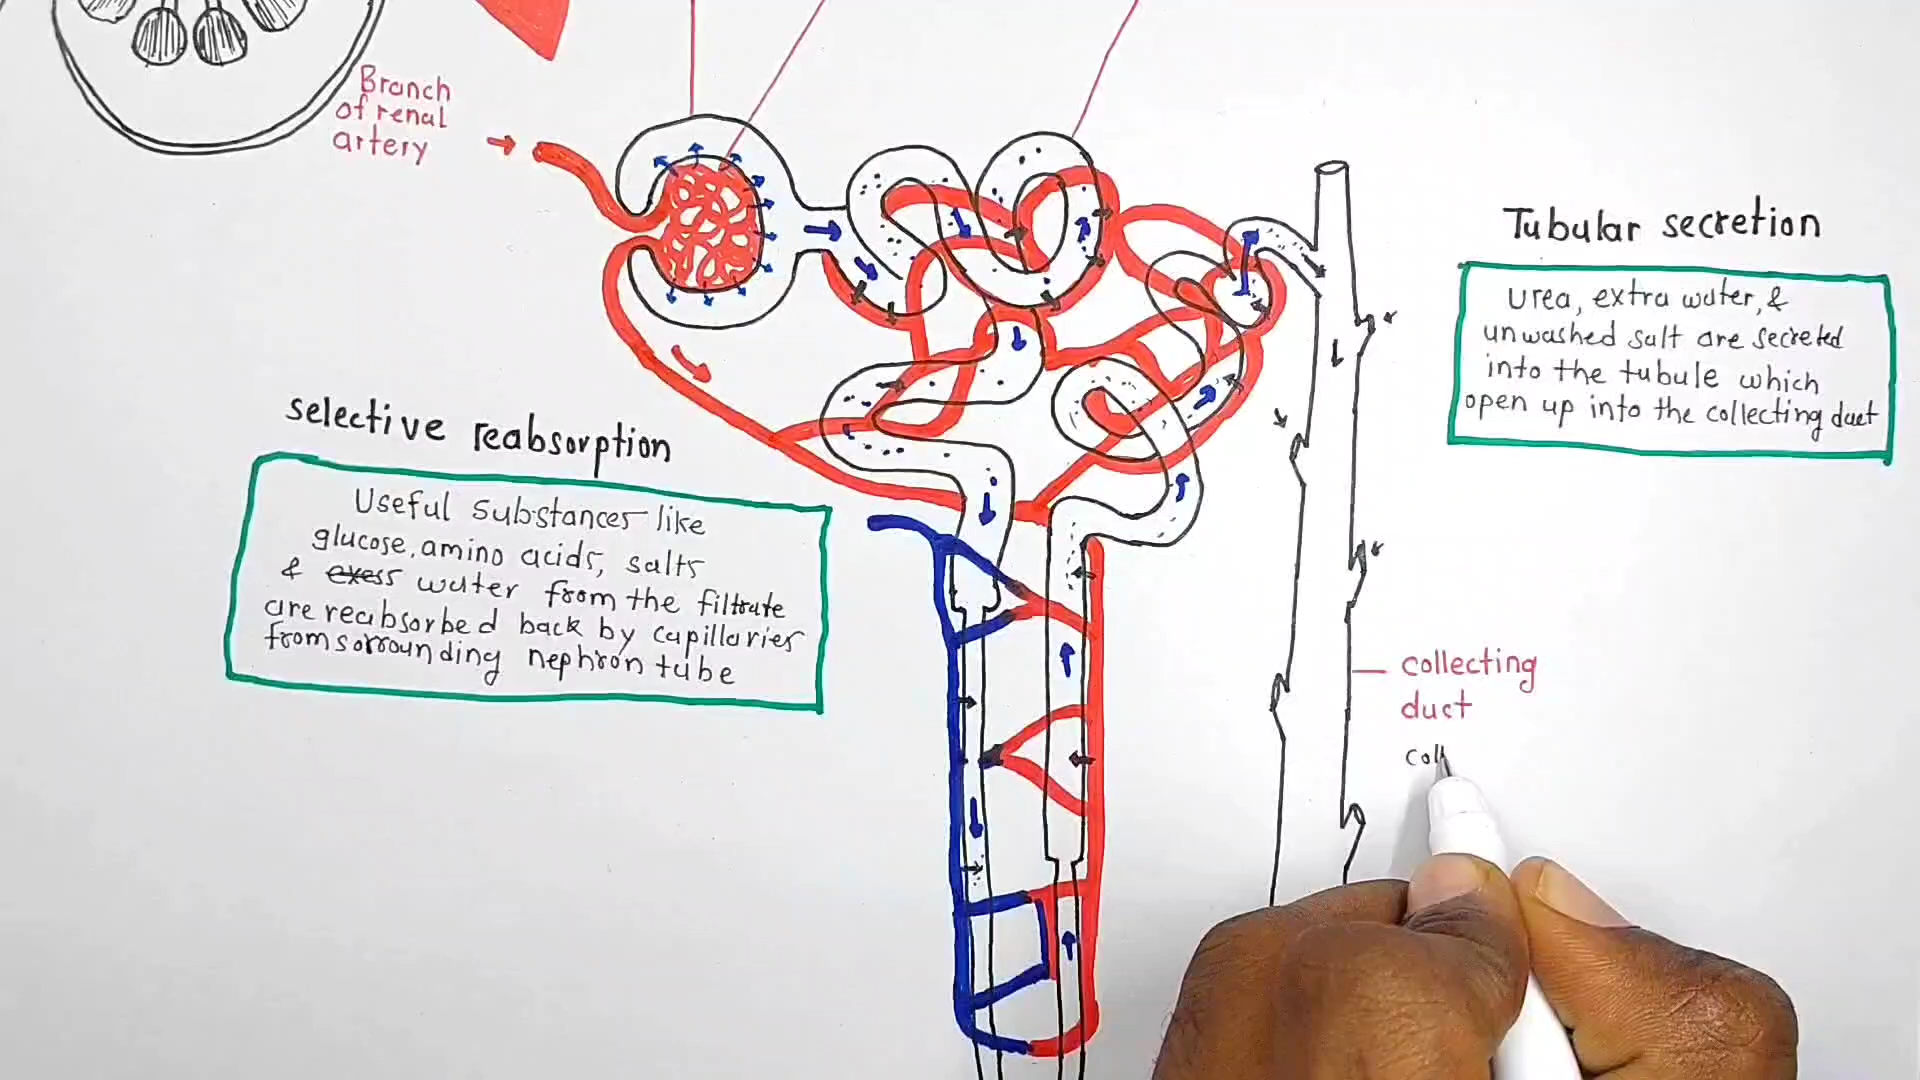 Branch
of renal
artery
Tubular secretion
Urea, extra water, &
unwashed salt are secreted
into the tubule which
open up into the collecting duct
selective reabsorption
Useful substances like
glucose, amino acids, salts
& exess water from the filtrate
are reabsorbed back by capillaries
from sorrounding nephron tube
collecting
duct
coll